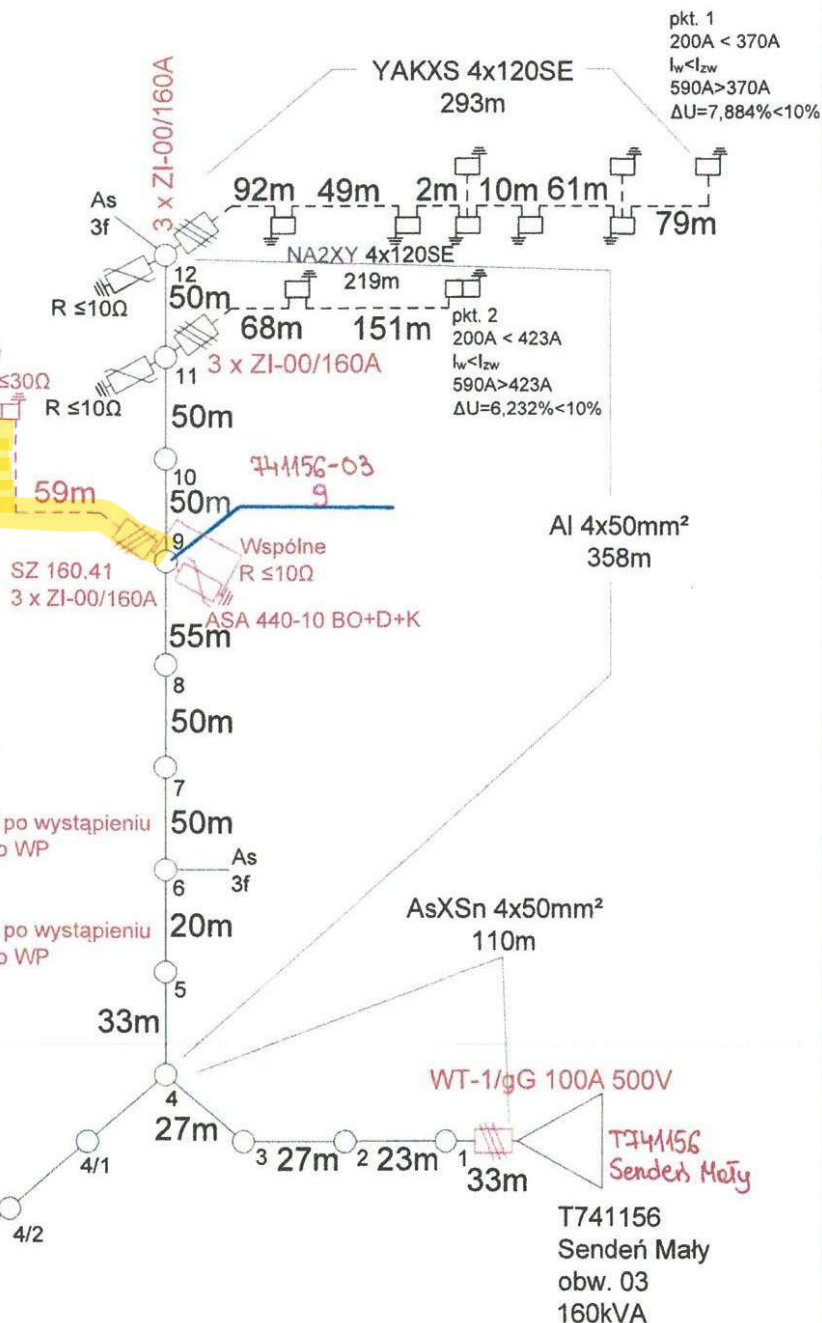 pkt. 1
200A < 370A
Iw<Izw
590A>370A
ΔU=7,884%<10%
YAKXS 4x120SE
293m
3 x ZI-00/160A
As
3f
92m
49m
2m
10m
61m
79m
NA2XY 4x120SE
219m
12
R ≤10Ω
50m
68m
151m
pkt. 2
200A < 423A
Iw<Izw
590A>423A
ΔU=6,232%<10%
11
3 x ZI-00/160A
≤30Ω
R ≤10Ω
50m
10
741156-03
9
59m
50m
9
Wspólne
R ≤10Ω
Al 4x50mm²
358m
SZ 160.41
3 x ZI-00/160A
ASA 440-10 BO+D+K
55m
8
50m
7
po wystąpieniu
o WP
50m
As
3f
6
po wystąpieniu
o WP
20m
AsXSn 4x50mm²
110m
5
33m
WT-1/gG 100A 500V
4
27m
4/1
3
27m
2
23m
1
33m
T741156
Sendeń Mały
4/2
T741156
Sendeń Mały
obw. 03
160kVA